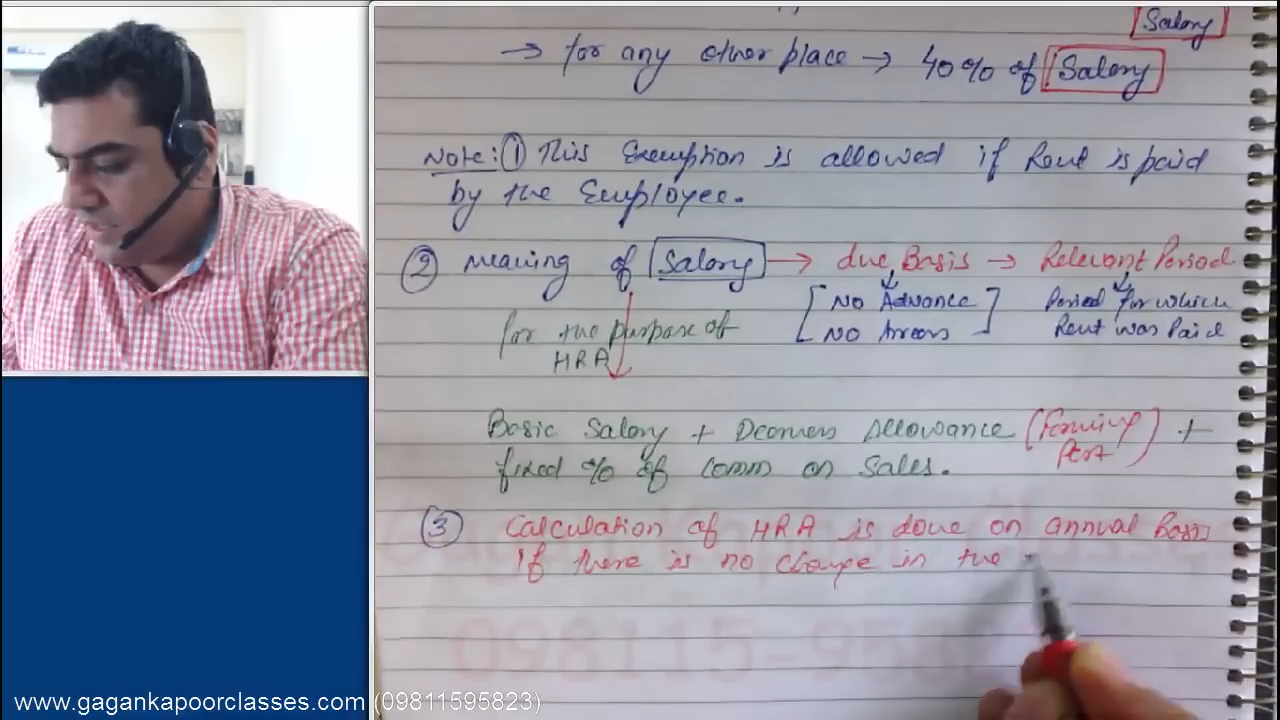 Salary
→ for any other place → 40% of Salary
Note: ① This Exemption is allowed if Rent is paid
by the Employee.
② Meaning of Salary → due Basis → Relevant Period
for the purpose of
HRA
[No Advance
No Arrears]
Period for which
Rent was Paid
Basic Salary + Dearness Allowance (Forming Part) +
fixed % of Comm on Sales.
③ Calculation of HRA is done on annual Basis
If there is no change in the
www.gagankapoorclasses.com (09811595823)